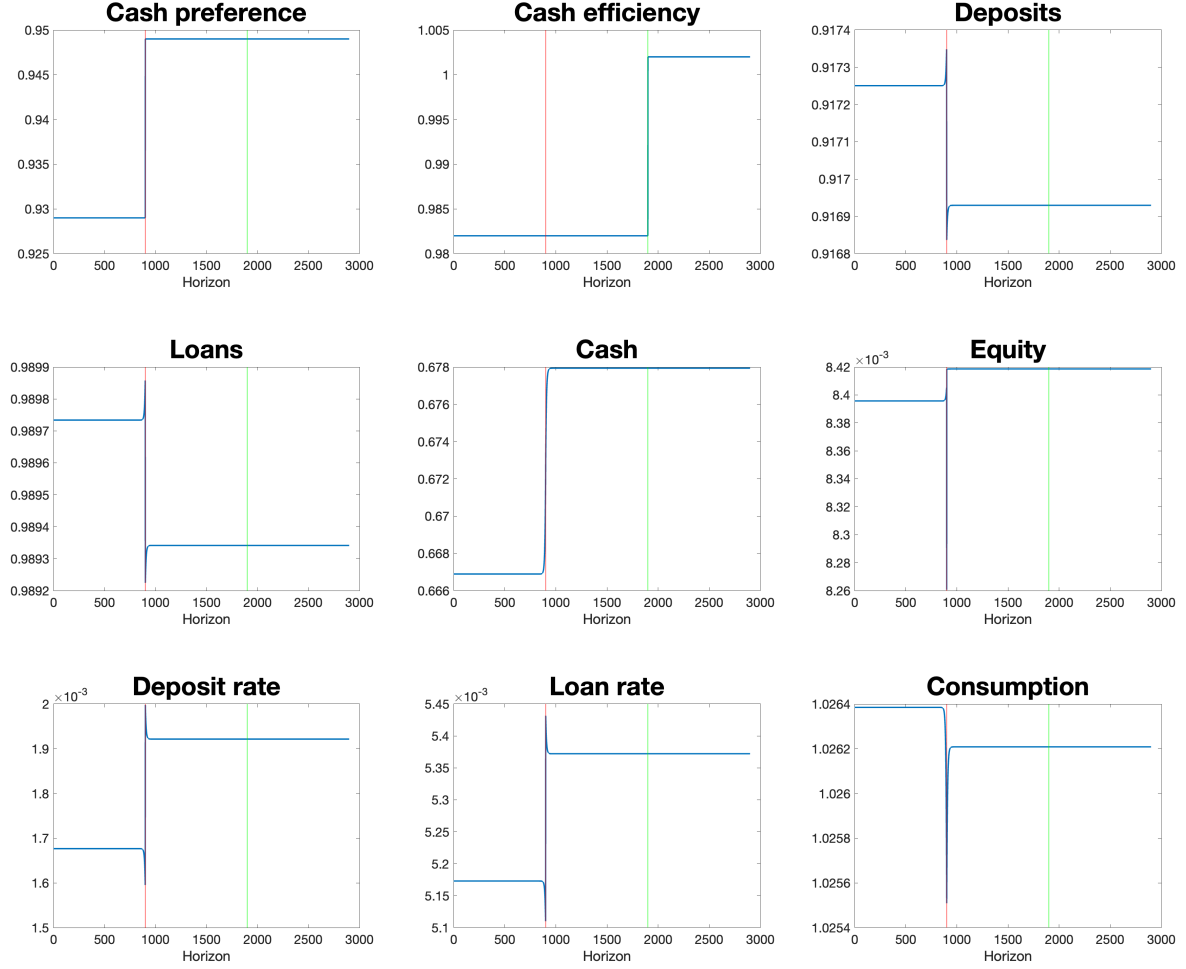 Cash preference
0.95
0.945
0.94
0.935
0.93
0.925
0 500 1000 1500 2000 2500 3000
Horizon
Cash efficiency
1.005
1
0.995
0.99
0.985
0.98
0 500 1000 1500 2000 2500 3000
Horizon
Deposits
0.9174
0.9173
0.9172
0.9171
0.917
0.9169
0.9168
0 500 1000 1500 2000 2500 3000
Horizon
Loans
0.9899
0.9898
0.9897
0.9896
0.9895
0.9894
0.9893
0.9892
0 500 1000 1500 2000 2500 3000
Horizon
Cash
0.678
0.676
0.674
0.672
0.67
0.668
0.666
0 500 1000 1500 2000 2500 3000
Horizon
Equity
×10-3
8.42
8.4
8.38
8.36
8.34
8.32
8.3
8.28
8.26
0 500 1000 1500 2000 2500 3000
Horizon
Deposit rate
×10-3
2
1.9
1.8
1.7
1.6
1.5
0 500 1000 1500 2000 2500 3000
Horizon
Loan rate
×10-3
5.45
5.4
5.35
5.3
5.25
5.2
5.15
5.1
0 500 1000 1500 2000 2500 3000
Horizon
Consumption
1.0264
1.0262
1.026
1.0258
1.0256
1.0254
0 500 1000 1500 2000 2500 3000
Horizon